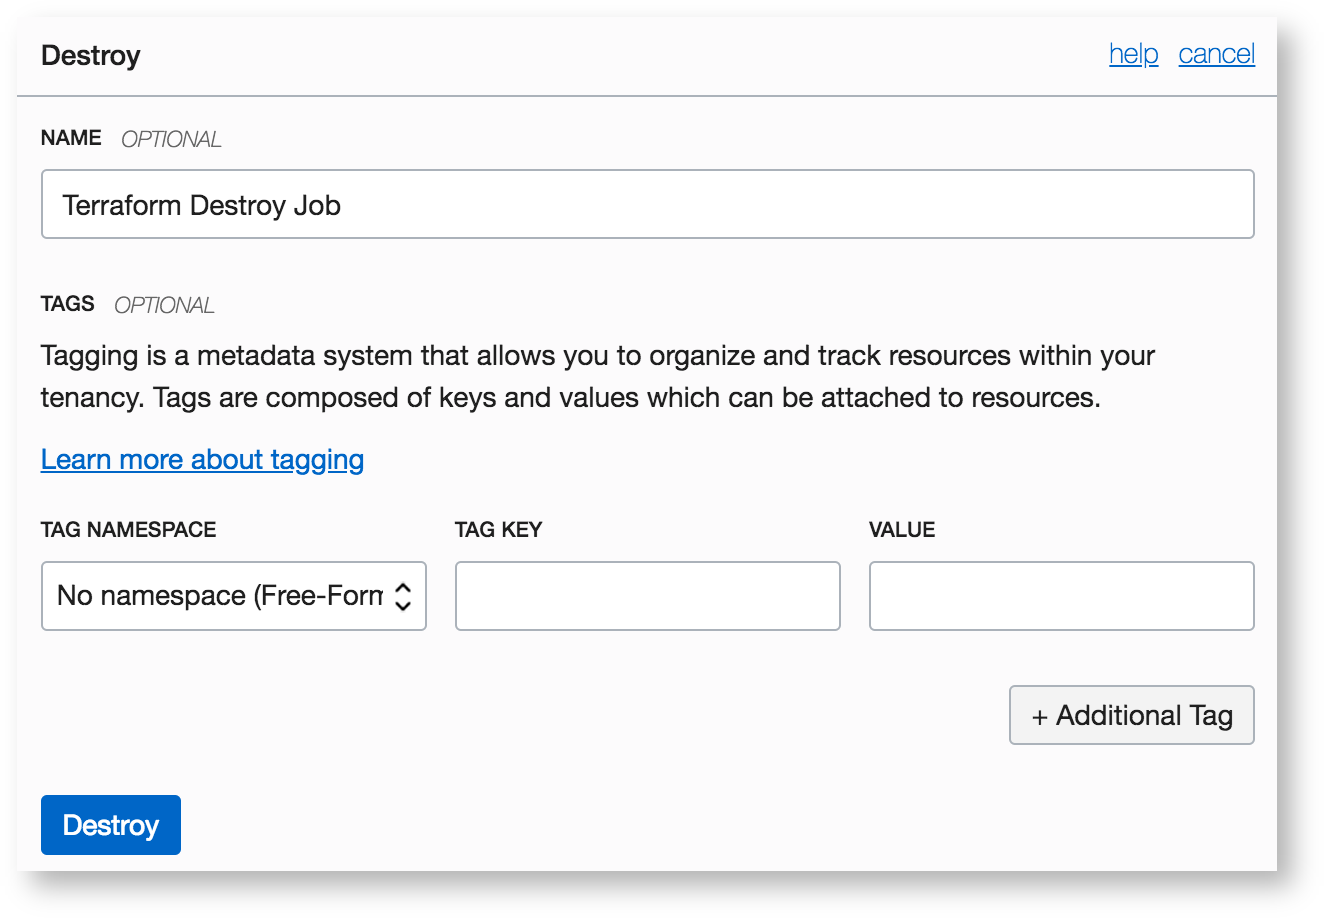 Destroy
help cancel
NAME OPTIONAL
Terraform Destroy Job
TAGS OPTIONAL
Tagging is a metadata system that allows you to organize and track resources within your
tenancy. Tags are composed of keys and values which can be attached to resources.
Learn more about tagging
TAG NAMESPACE TAG KEY VALUE
No namespace (Free-Form
+ Additional Tag
Destroy